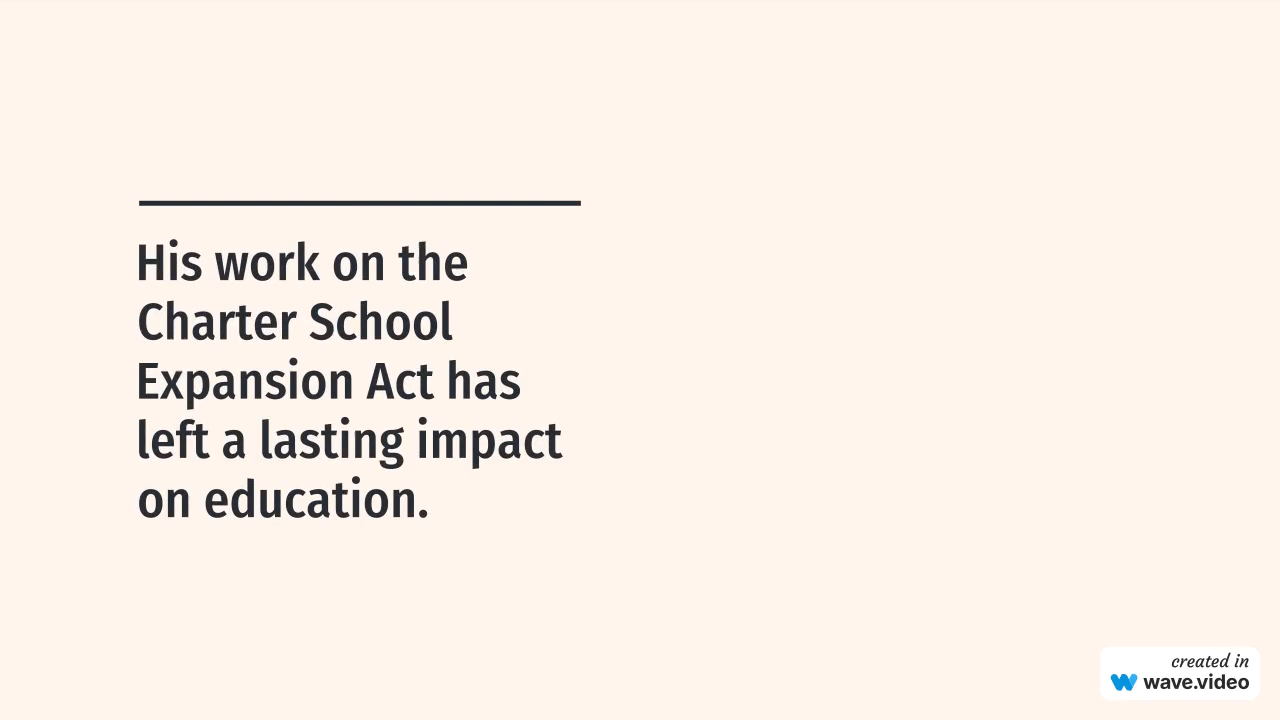 His work on the
Charter School
Expansion Act has
left a lasting impact
on education.
created in
wave.video